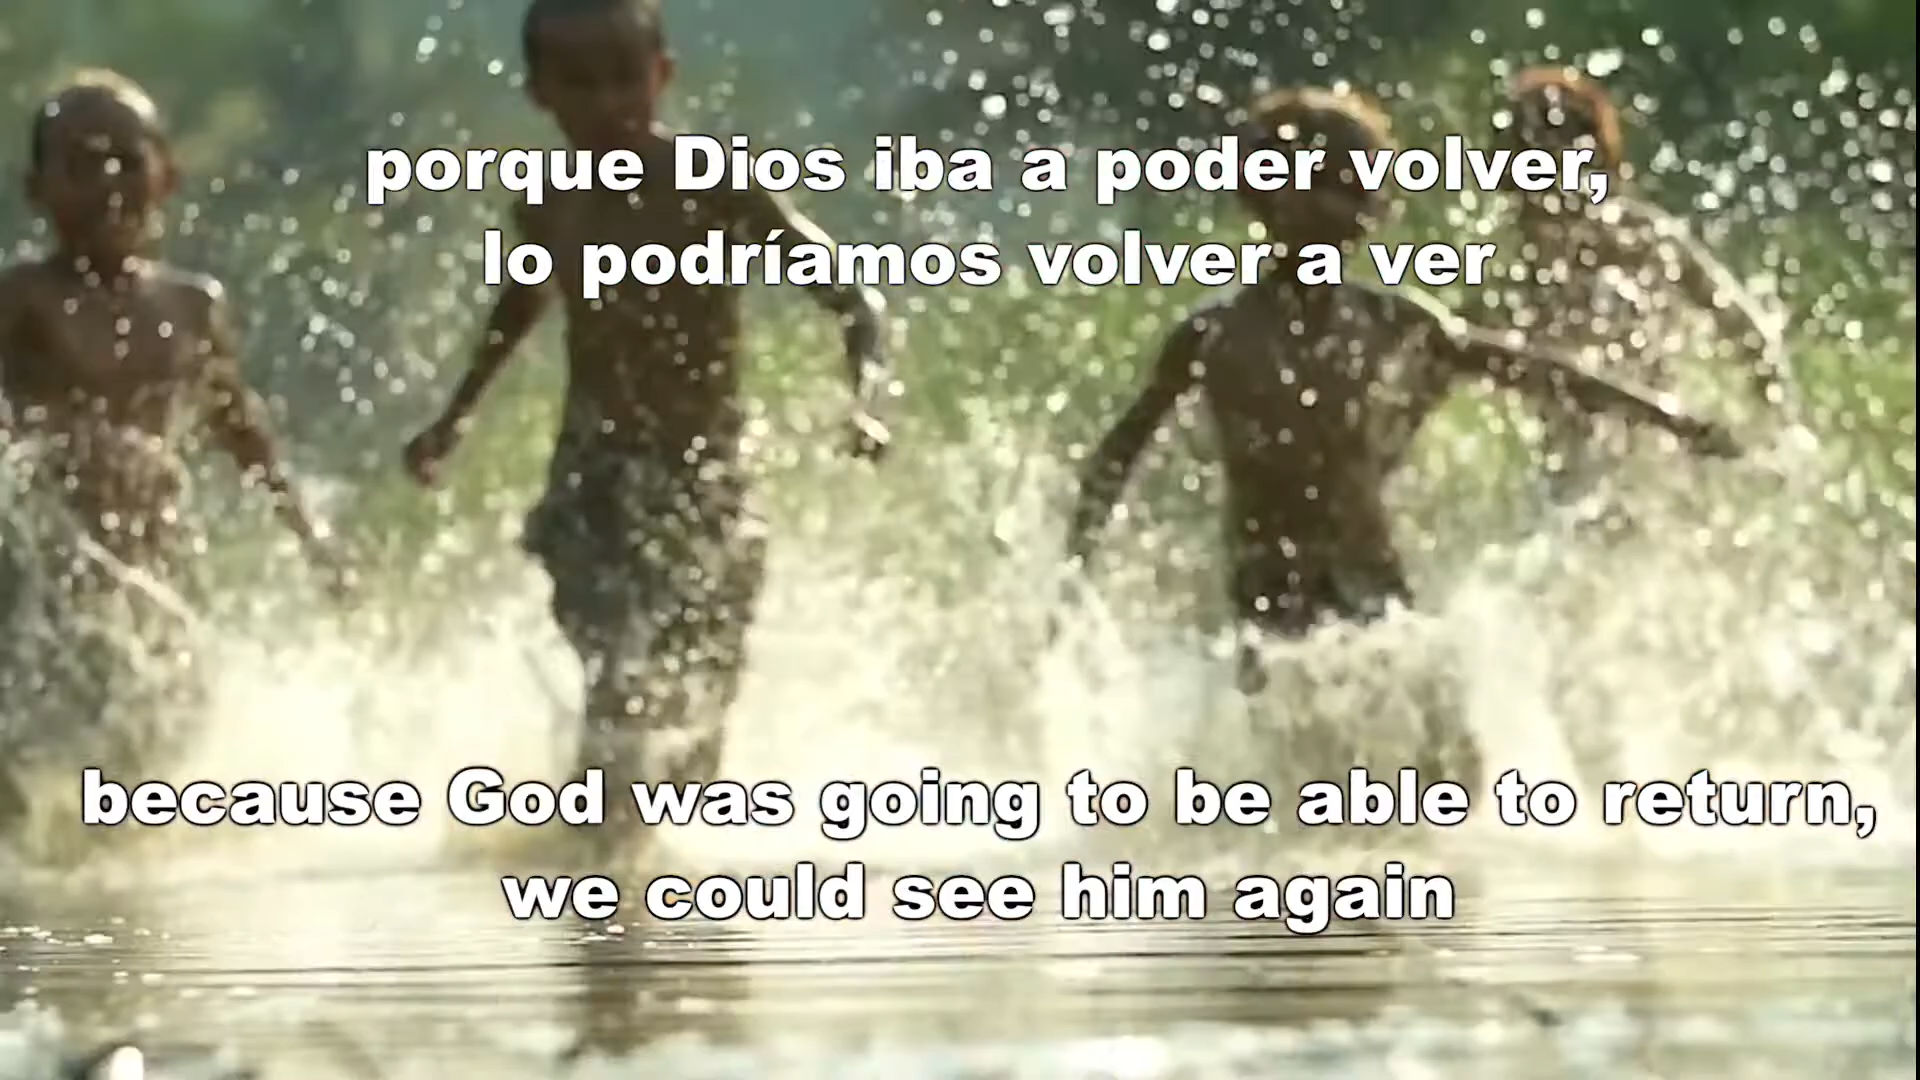 porque Dios iba a poder volver,
lo podríamos volver a ver
because God was going to be able to return,
we could see him again